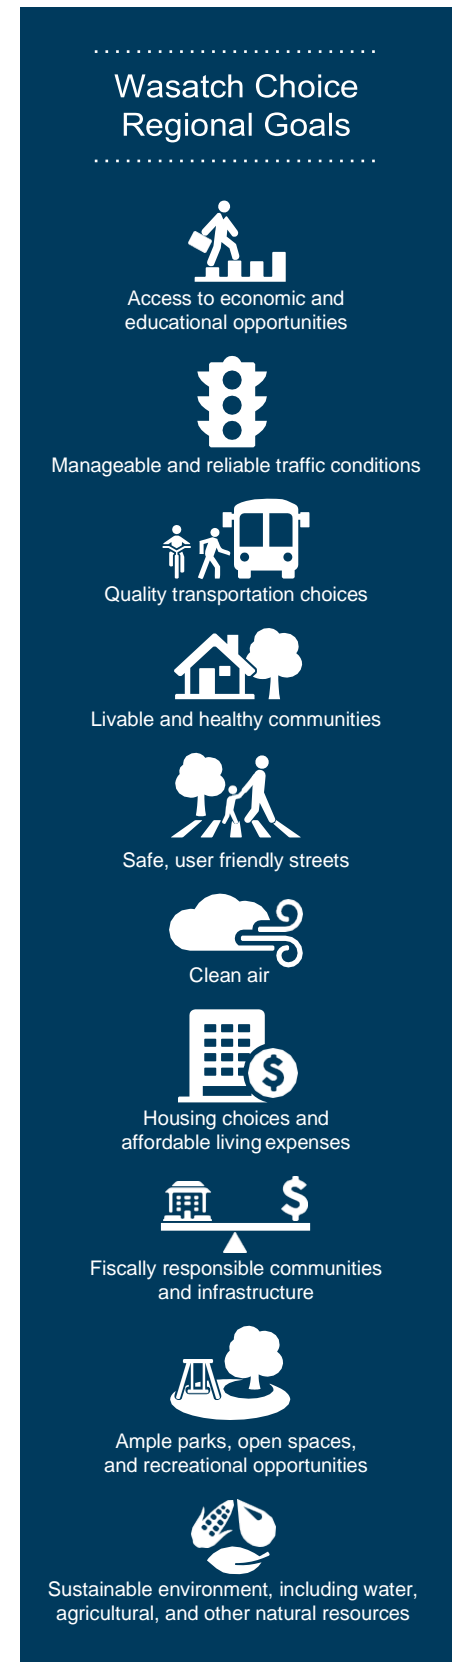 Wasatch Choice
Regional Goals
Access to economic and
educational opportunities
Manageable and reliable traffic conditions
Quality transportation choices
Livable and healthy communities
Safe, user friendly streets
Clean air
$
Housing choices and
affordable living expenses
$
Fiscally responsible communities
and infrastructure
Ample parks, open spaces,
and recreational opportunities
Sustainable environment, including water,
agricultural, and other natural resources